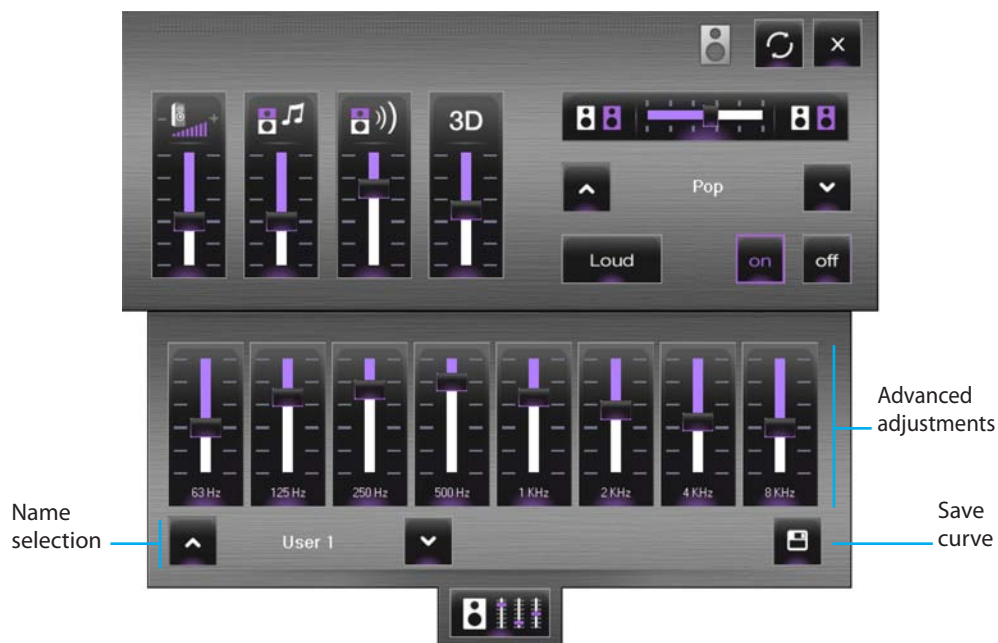 3D
Pop
Loud
on
off
63 Hz
125 Hz
250 Hz
500 Hz
1 KHz
2 KHz
4 KHz
8 KHz
Advanced
adjustments
Name
selection
User 1
Save
curve